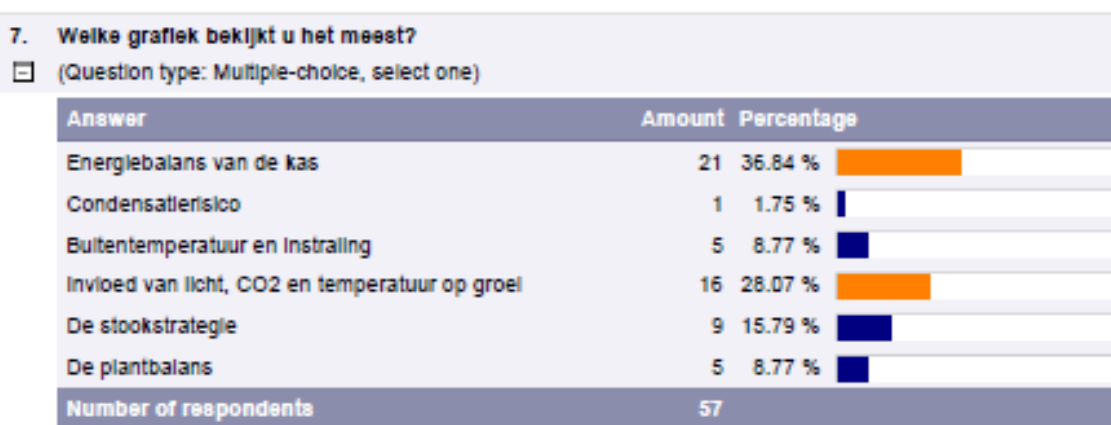 7. Welke grafiek bekijkt u het meest?
(Question type: Multiple-choice, select one)
Answer Amount Percentage
Energiebalans van de kas 21 36.84 %
Condensatierisico 1 1.75 %
Buitentemperatuur en instraling 5 8.77 %
Invloed van licht, CO2 en temperatuur op groei 16 28.07 %
De stookstrategie 9 15.79 %
De plantbalans 5 8.77 %
Number of respondents 57